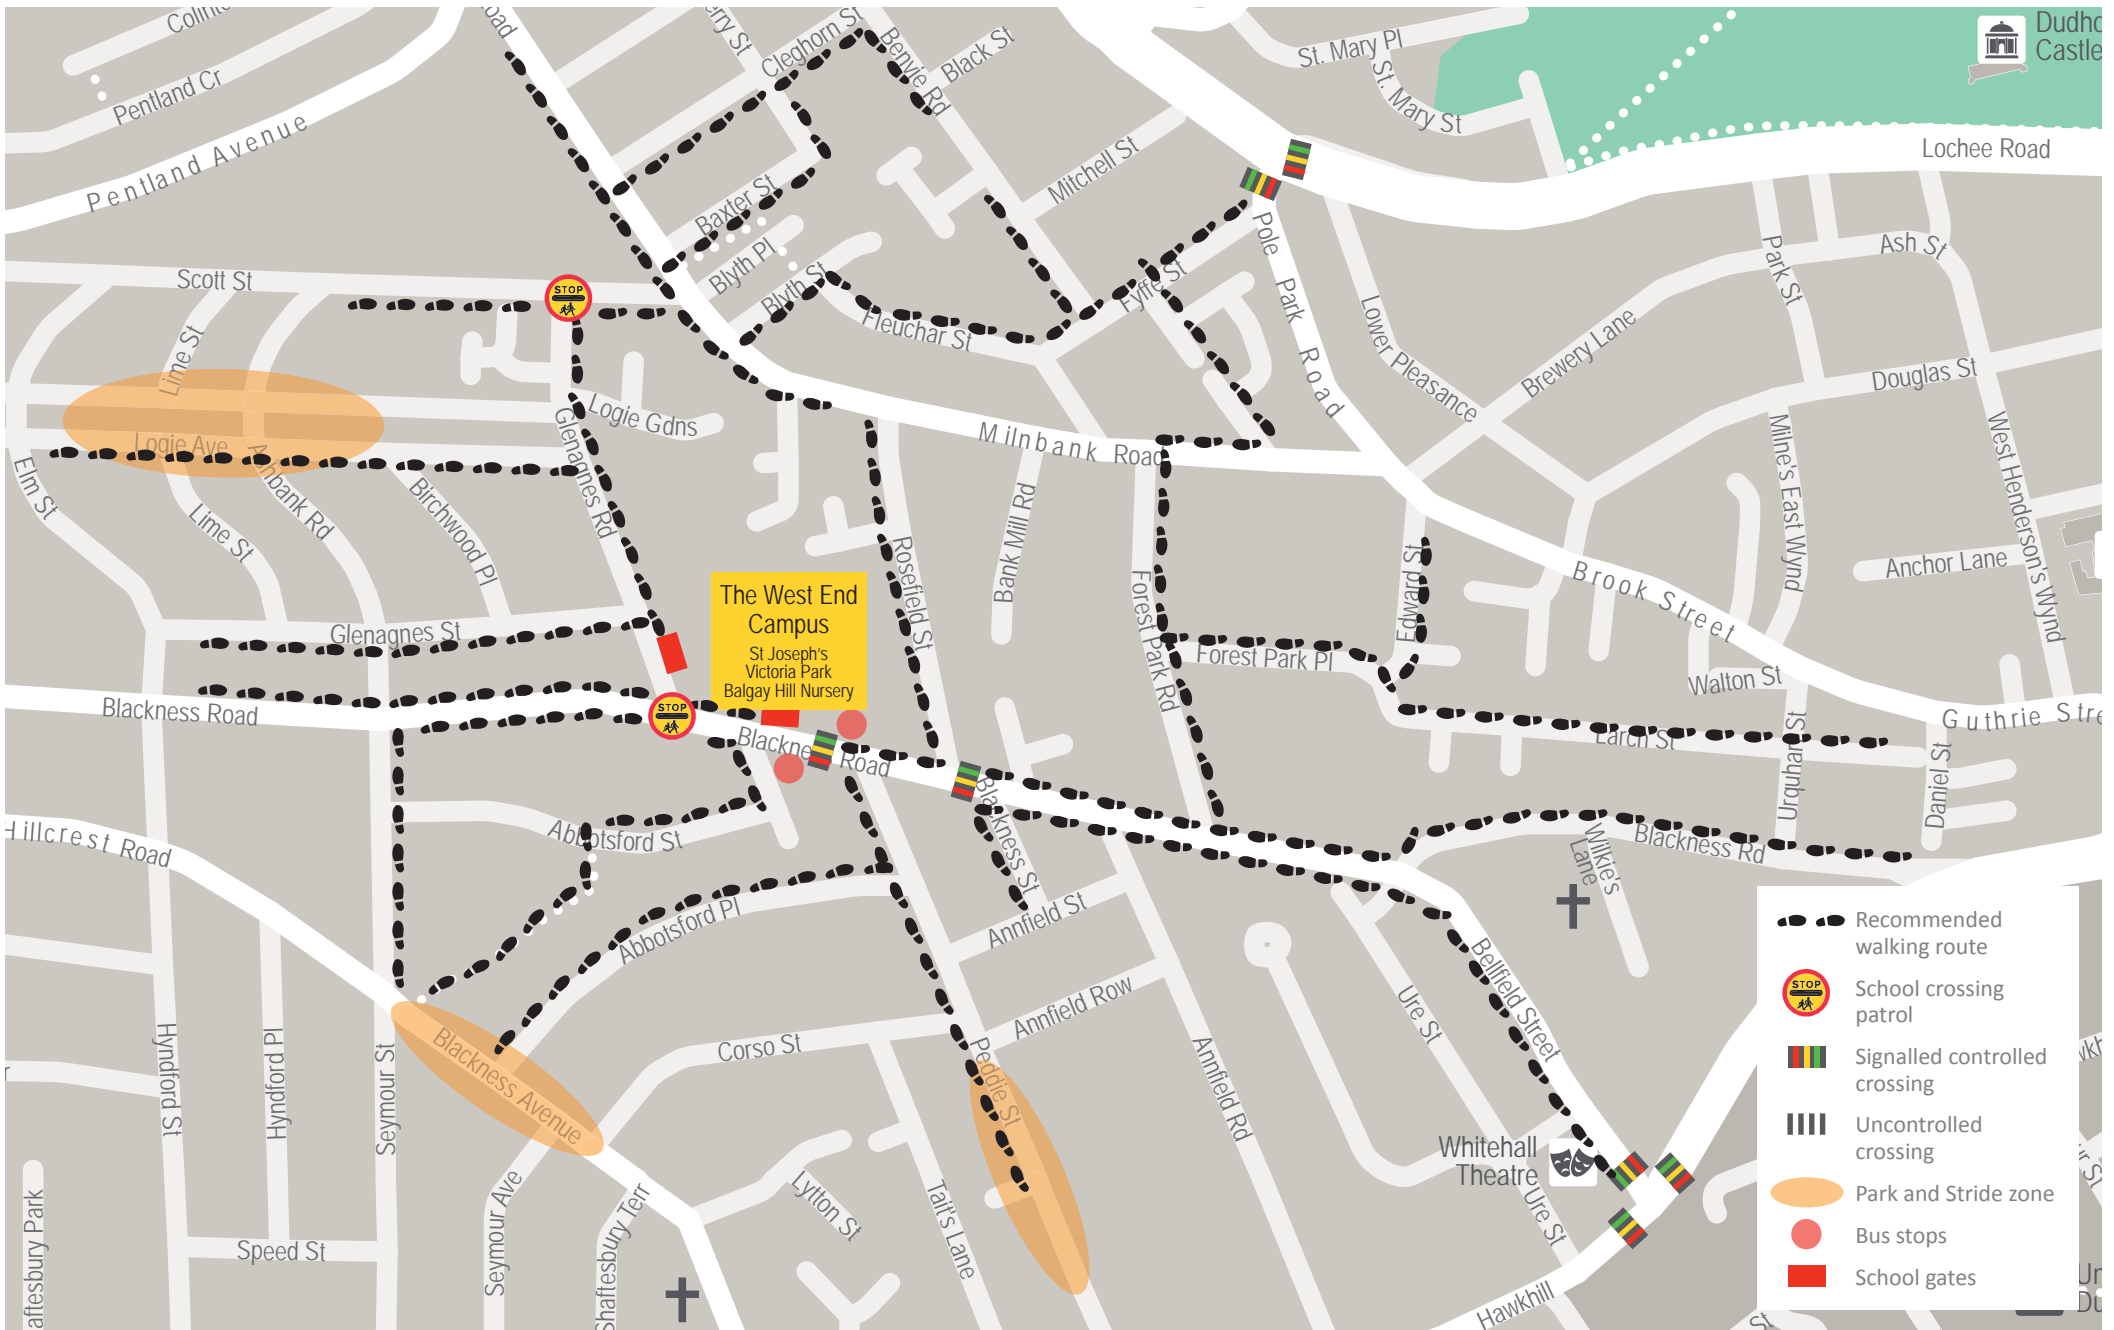 Cleghorn St
Benvie Rd
Black St
St. Mary Pl
St. Mary St
Castle
Pentland Cr
Pentland Avenue
Lochee Road
Mitchell St
Baxter St
Blyth Pl
Blyth St
Pole Park Road
Park St
Ash St
Scott St
Lime St
Fleuchar St
Fyffe St
Lower Pleasance
Brewery Lane
Douglas St
Logie Gdns
Milnbank Road
Logie Ave
Elm St
Lime St
Ashbank Rd
Birchwood Pl
Glenagnes Rd
Rosefield St
Bank Mill Rd
Forest Park Rd
Edward St
Brook Street
Milne's East Wynd
West Henderson's Wynd
Anchor Lane
STOP
The West End
Campus
St Joseph's
Victoria Park
Balgay Hill Nursery
Glenagnes St
Forest Park Pl
Walton St
Blackness Road
STOP
Blackne Road
Larch St
Urquhart St
Daniel St
Hillcrest Road
Abbotsford St
Blackness St
Blackness Rd
Wilkie's
Lane
Abbotsford Pl
Annfield St
Annfield Row
Annfield Rd
Bellfield Street
Ure St
Ure St
Hyndford St
Hyndford Pl
Seymour St
Blackness Avenue
Corso St
Peddie St
Whitehall
Theatre
Seymour Ave
Shaftesbury Terr
Lytton St
Tait's Lane
Speed St
Hawkhill
St
Recommended
walking route
STOP
School crossing
patrol
Signalled controlled
crossing
Uncontrolled
crossing
Park and Stride zone
Bus stops
School gates